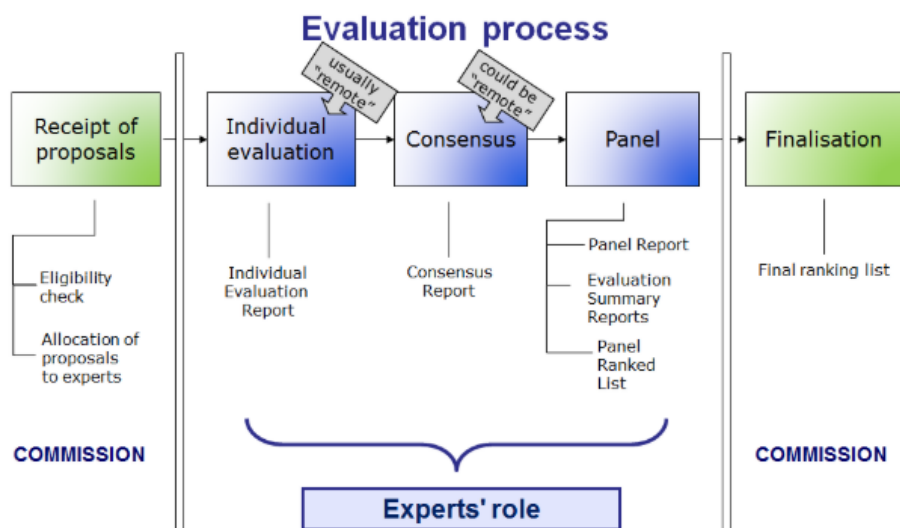 Evaluation process
usually
"remote"
could be
"remote"
Receipt of
proposals
Individual
evaluation
Consensus
Panel
Finalisation
Eligibility
check
Allocation of
proposals
to experts
Individual
Evaluation
Report
Consensus
Report
Panel Report
Evaluation
Summary
Reports
Panel
Ranked
List
Final ranking list
COMMISSION
COMMISSION
Experts' role